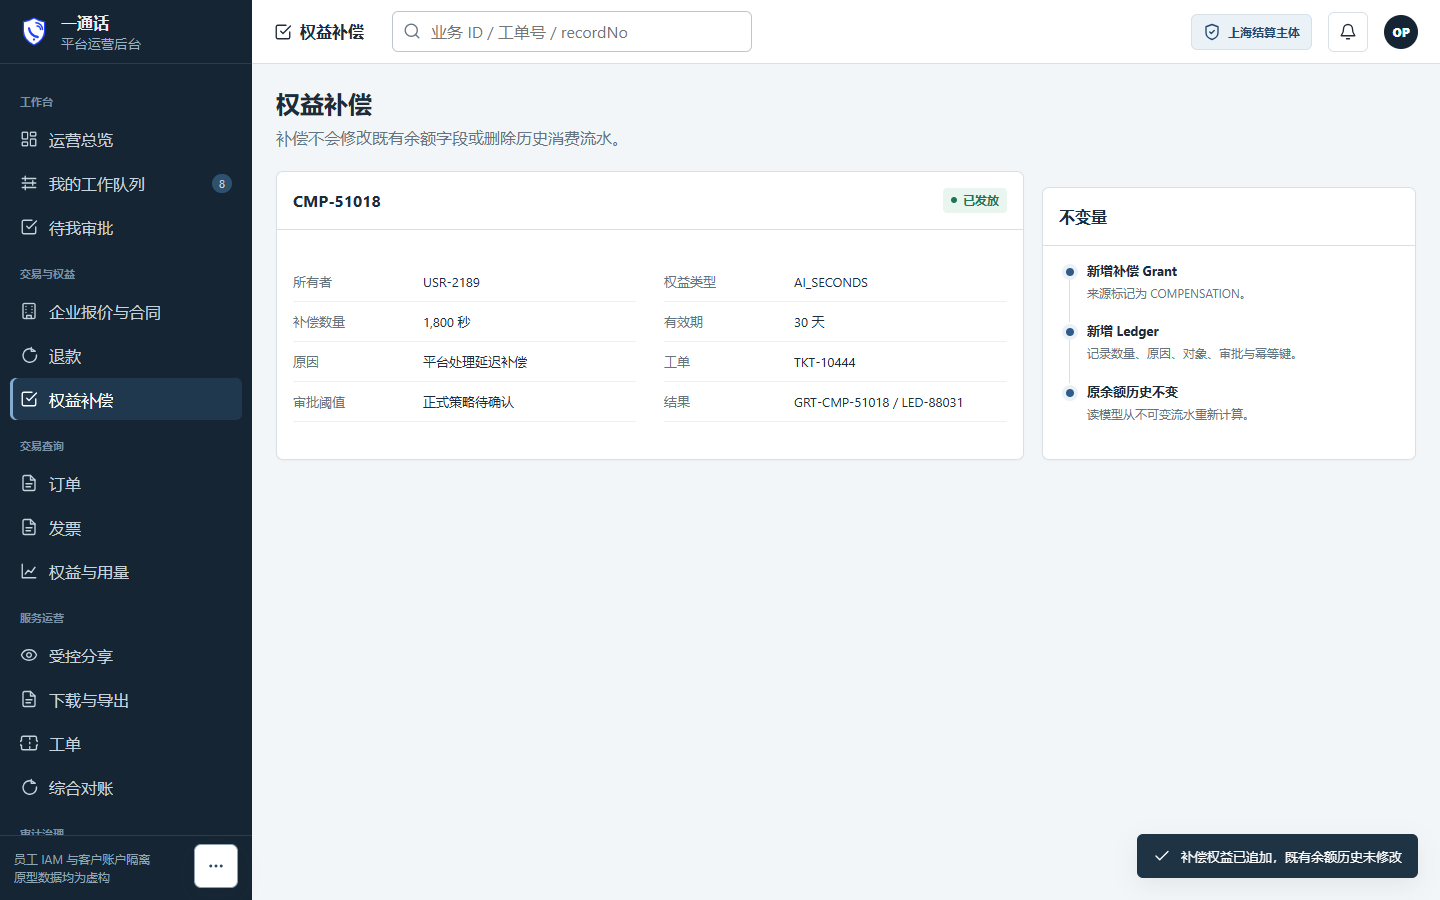 一通话
平台运营后台
工作台
运营总览
我的工作队列 8
待我审批
交易与权益
企业报价与合同
退款
权益补偿
交易查询
订单
发票
权益与用量
服务运营
受控分享
下载与导出
工单
综合对账
审计治理
员工 IAM 与客户账户隔离
原型数据均为虚构
权益补偿
业务 ID / 工单号 / recordNo
上海结算主体
OP
权益补偿
补偿不会修改既有余额字段或删除历史消费流水。
CMP-51018 已发放
所有者 USR-2189 权益类型 AI_SECONDS
补偿数量 1,800 秒 有效期 30 天
原因 平台处理延迟补偿 工单 TKT-10444
审批阈值 正式策略待确认 结果 GRT-CMP-51018 / LED-88031
不变量
新增补偿 Grant
来源标记为 COMPENSATION。
新增 Ledger
记录数量、原因、对象、审批与幂等键。
原余额历史不变
读模型从不可变流水重新计算。
补偿权益已追加，既有余额历史未修改